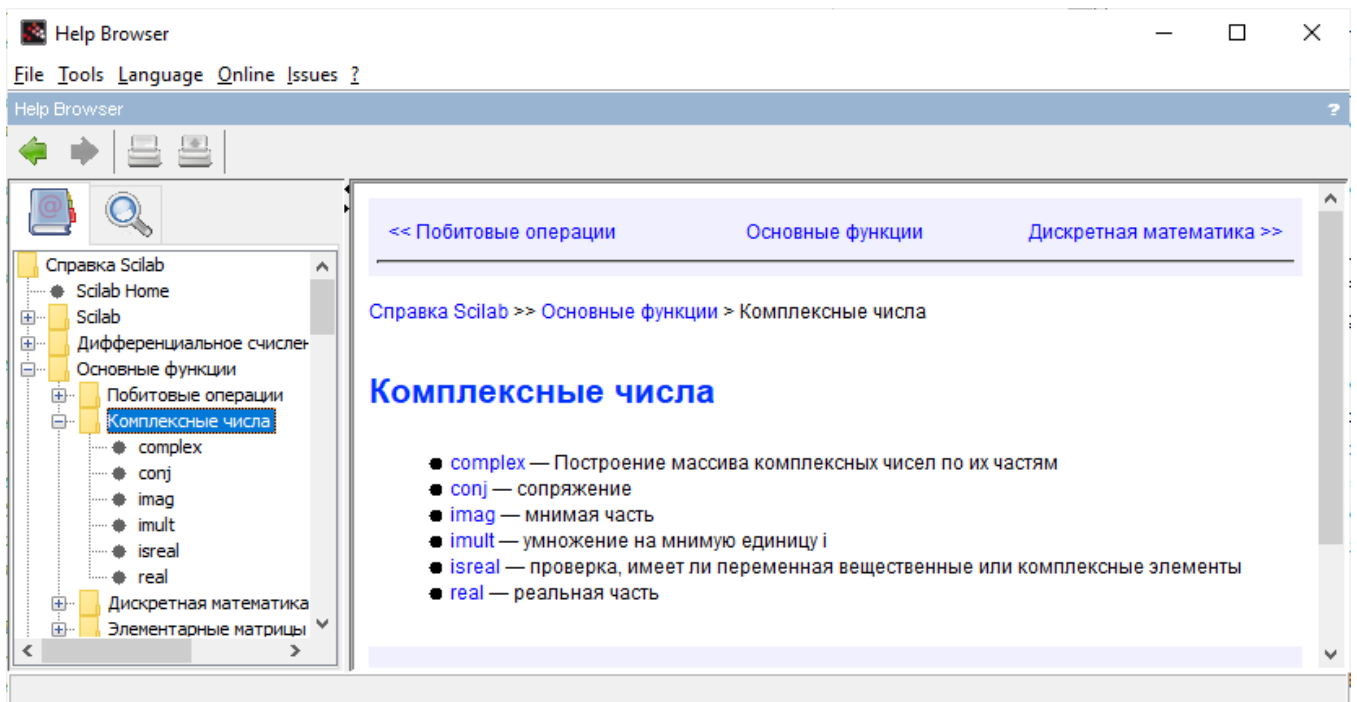 Help Browser
File Tools Language Online Issues ?
Help Browser ?
Справка Scilab
Scilab Home
Scilab
Дифференциальное счислен
Основные функции
Побитовые операции
Комплексные числа
complex
conj
imag
imult
isreal
real
Дискретная математика
Элементарные матрицы
<< Побитовые операции Основные функции Дискретная математика >>
Справка Scilab >> Основные функции > Комплексные числа
Комплексные числа
complex — Построение массива комплексных чисел по их частям
conj — сопряжение
imag — мнимая часть
imult — умножение на мнимую единицу i
isreal — проверка, имеет ли переменная вещественные или комплексные элементы
real — реальная часть